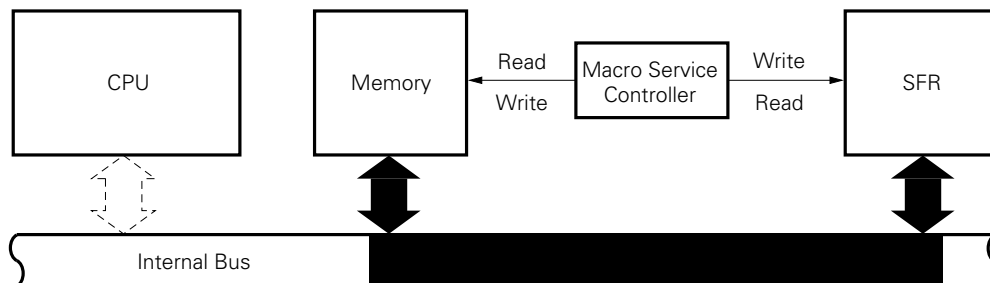 CPU
Memory
Read
Write
Macro Service
Controller
Write
Read
SFR
Internal Bus